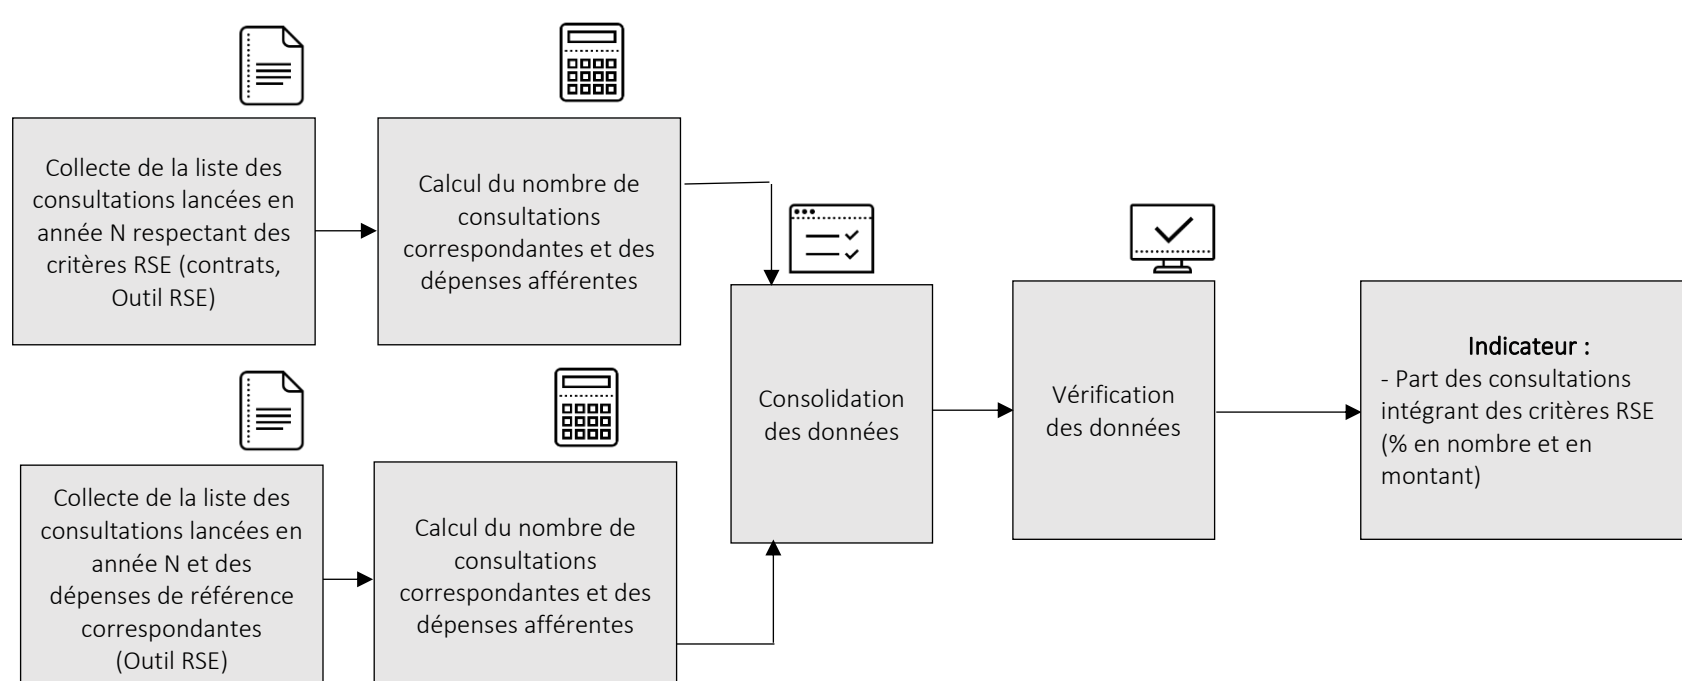 Collecte de la liste des
consultations lancées en
année N respectant des
critères RSE (contrats,
Outil RSE)
Calcul du nombre de
consultations
correspondantes et des
dépenses afférentes
Collecte de la liste des
consultations lancées en
année N et des
dépenses de référence
correspondantes
(Outil RSE)
Calcul du nombre de
consultations
correspondantes et des
dépenses afférentes
Consolidation
des données
Vérification
des données
Indicateur :
- Part des consultations
intégrant des critères RSE
(% en nombre et en
montant)